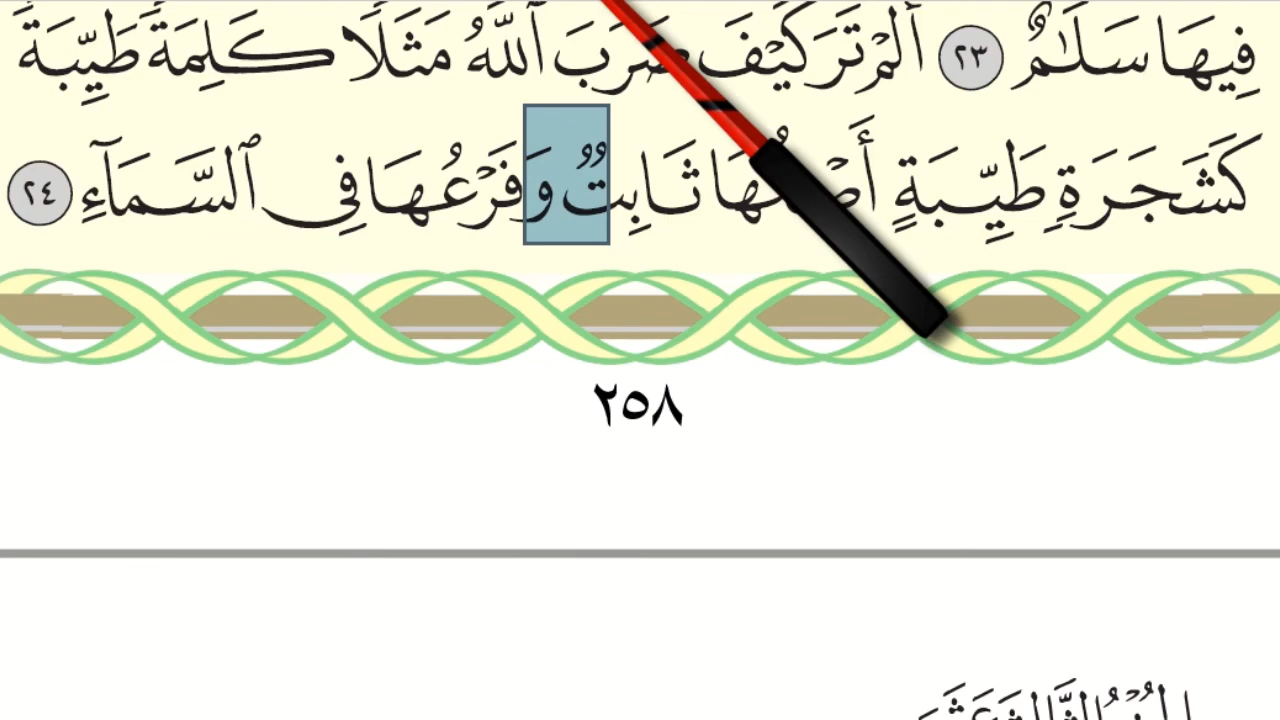 فِيهَا سَلَٰمٌ ٢٣ أَلَمْ تَرَ كَيْفَ ضَرَبَ ٱللَّهُ مَثَلًا كَلِمَةً طَيِّبَةً
كَشَجَرَةٍ طَيِّبَةٍ أَصْلُهَا ثَابِتٌ وَفَرْعُهَا فِي ٱلسَّمَآءِ ٢٤
٢٥٨